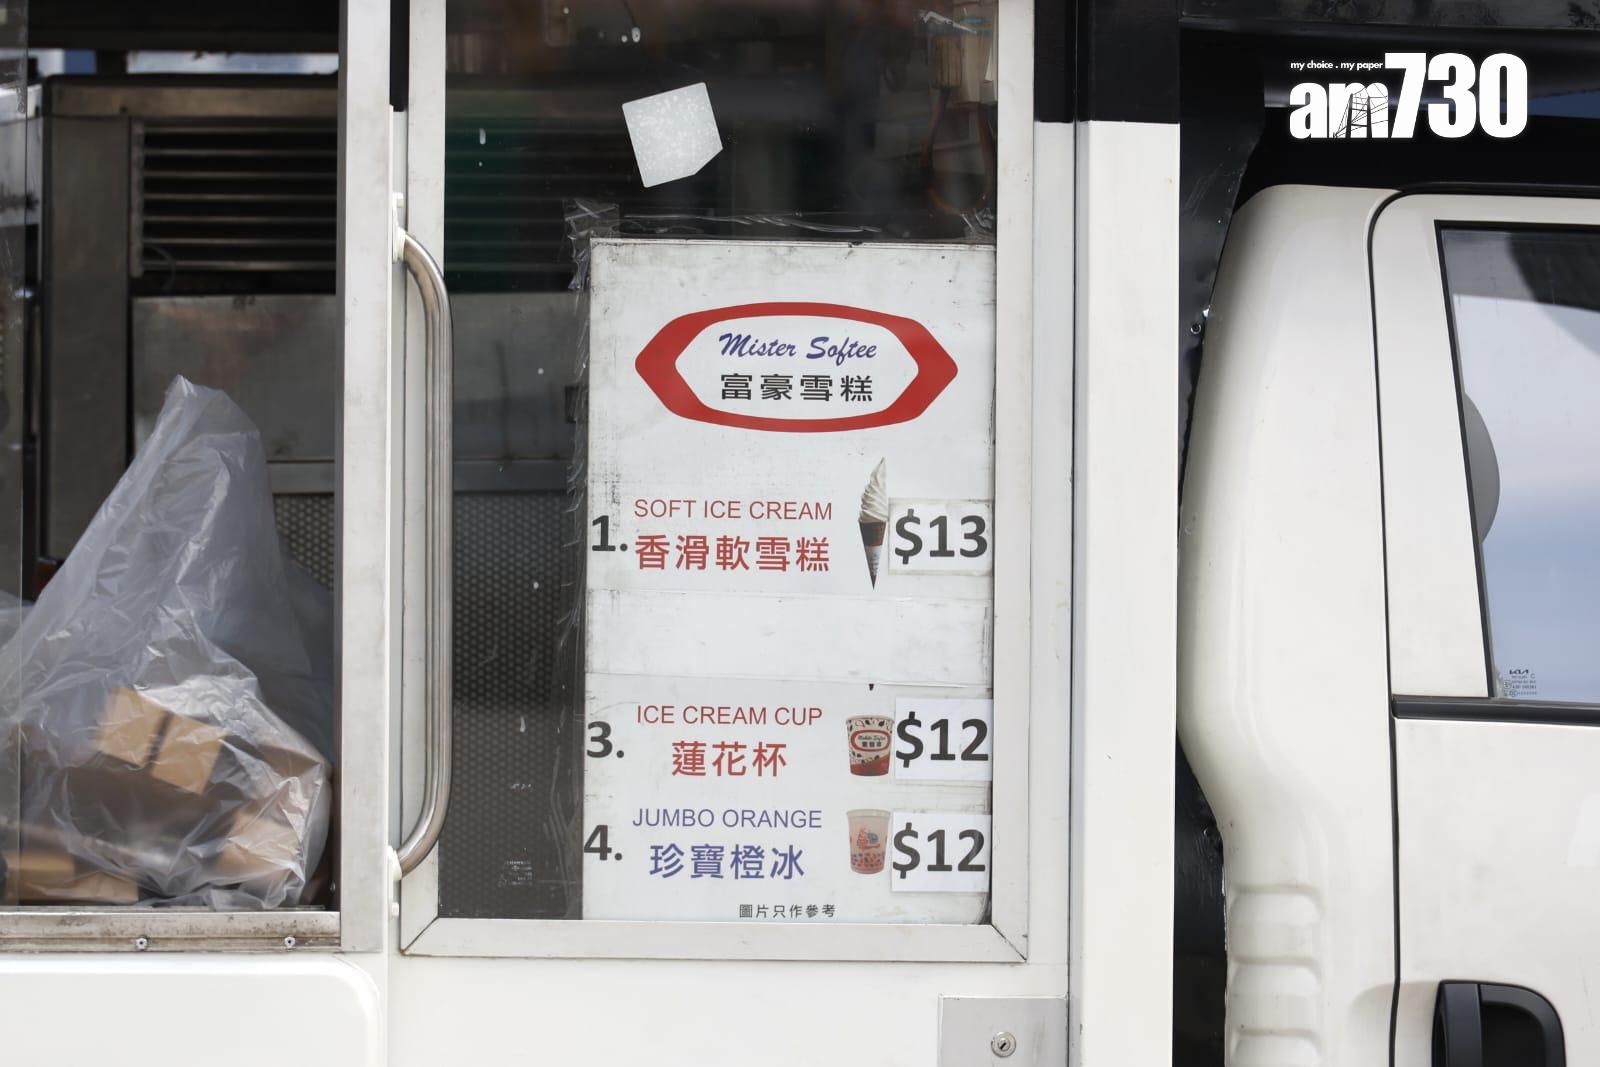 my choice . my paper
am730
Mister Softee
富豪雪糕
1. SOFT ICE CREAM
香滑軟雪糕
$13
3. ICE CREAM CUP
蓮花杯
$12
4. JUMBO ORANGE
珍寶橙冰
$12
圖片只作參考
KIA